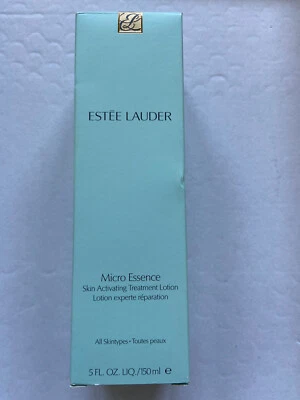 ESTĒE LAUDER
Micro Essence
Skin Activating Treatment Lotion
Lotion experte réparation
All Skintypes • Toutes peaux
5 FL. OZ. LIQ./150 ml ℮